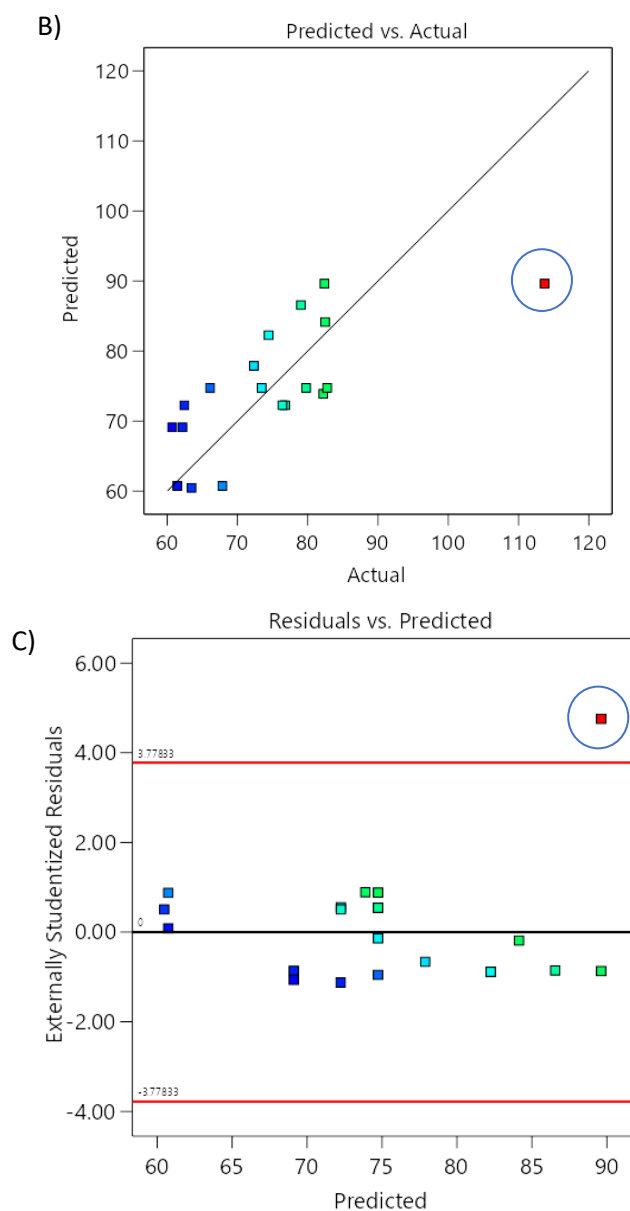 B)
Predicted vs. Actual
120
110
100
90
80
70
60
Predicted
60 70 80 90 100 110 120
Actual
C)
Residuals vs. Predicted
6.00
4.00
2.00
0.00
-2.00
-4.00
Externally Studentized Residuals
3.77833
0
-3.77833
60 65 70 75 80 85 90
Predicted